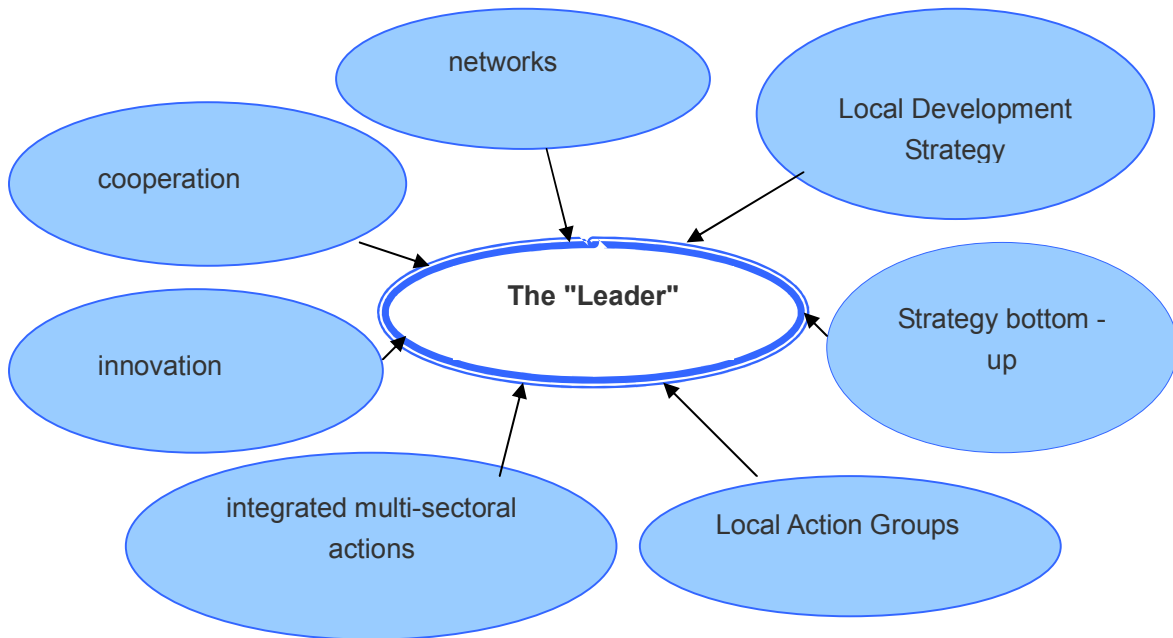 networks
Local Development
Strategy
cooperation
The "Leader"
Strategy bottom -
up
innovation
integrated multi-sectoral
actions
Local Action Groups